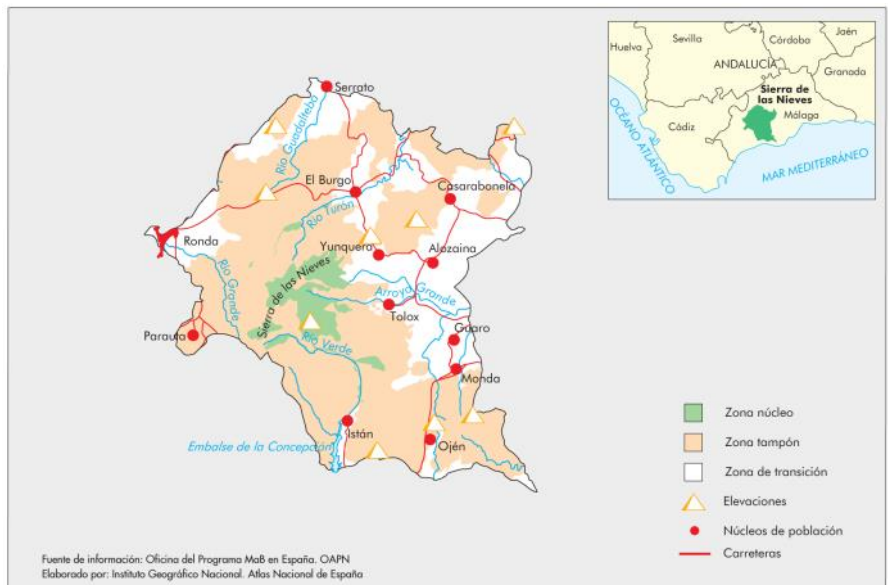 Serrato
Río Guadalteba
El Burgo
Casarabonela
Río Turón
Ronda
Yunquera
Alozaina
Río Grande
Sierra de las Nieves
Arroyo Grande
Tolox
Guaro
Parauta
Río Verde
Monda
Istán
Embalse de la Concepción
Ojén
Huelva
Sevilla
Córdoba
Jaén
ANDALUCÍA
Granada
Sierra de
las Nieves
Málaga
Cádiz
OCÉANO ATLÁNTICO
MAR MEDITERRÁNEO
Zona núcleo
Zona tampón
Zona de transición
Elevaciones
Núcleos de población
Carreteras
Fuente de información: Oficina del Programa MaB en España. OAPN
Elaborado por: Instituto Geográfico Nacional. Atlas Nacional de España